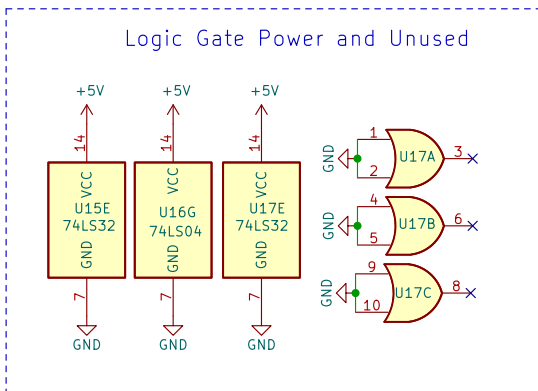 Logic Gate Power and Unused
+5V +5V +5V
14 14 14
VCC VCC VCC
U15E U16G U17E
74LS32 74LS04 74LS32
GND GND GND
7 7 7
GND GND GND
GND 1 2 U17A 3
GND 4 5 U17B 6
GND 9 10 U17C 8